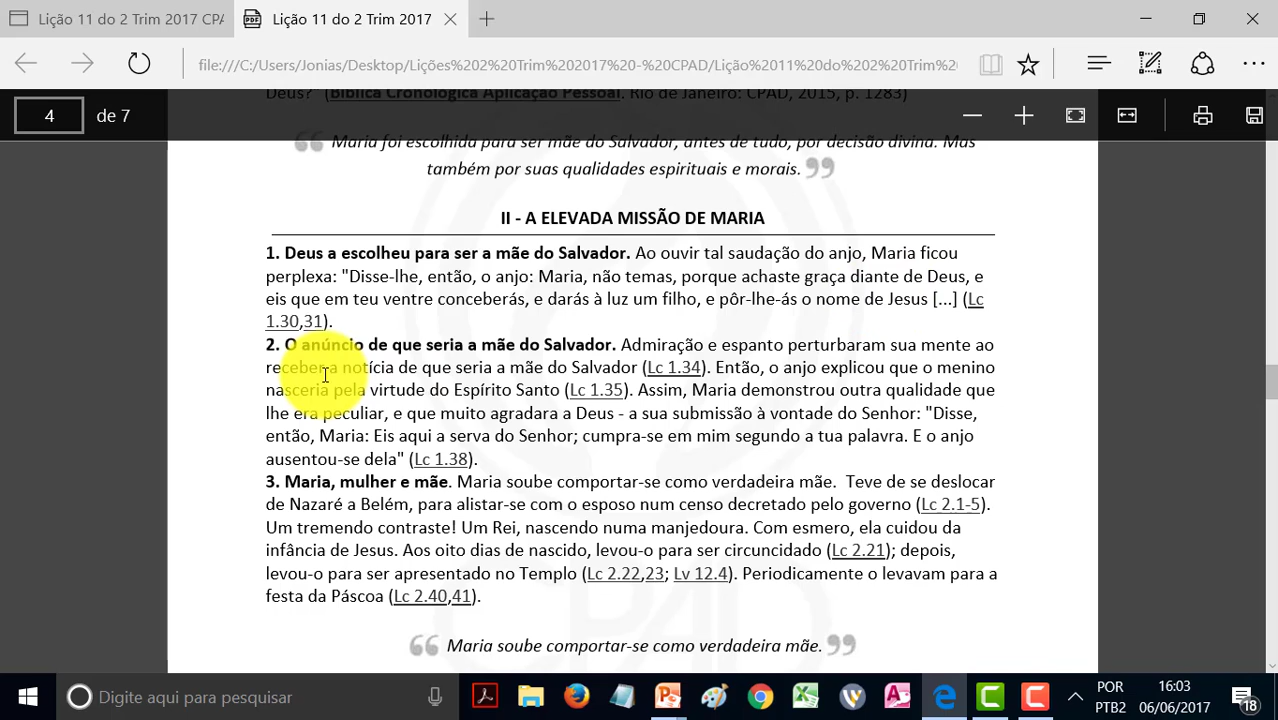 Lição 11 do 2 Trim 2017 CPA
Lição 11 do 2 Trim 2017
file:///C:/Users/Jonias/Desktop/Lições%202%20Trim%202017%20-%20CPAD/Lição%2011%20do%202%20Trim%
4 de 7
Deus? (Bíblia Cronológica Aplicação Pessoal. Rio de Janeiro: CPAD, 2015, p. 1283)
Maria foi escolhida para ser mãe do Salvador, antes de tudo, por decisão divina. Mas
também por suas qualidades espirituais e morais.
II - A ELEVADA MISSÃO DE MARIA
1. Deus a escolheu para ser a mãe do Salvador. Ao ouvir tal saudação do anjo, Maria ficou
perplexa: "Disse-lhe, então, o anjo: Maria, não temas, porque achaste graça diante de Deus, e
eis que em teu ventre conceberás, e darás à luz um filho, e pôr-lhe-ás o nome de Jesus [...] (Lc
1.30,31).
2. O anúncio de que seria a mãe do Salvador. Admiração e espanto perturbaram sua mente ao
receber a notícia de que seria a mãe do Salvador (Lc 1.34). Então, o anjo explicou que o menino
nasceria pela virtude do Espírito Santo (Lc 1.35). Assim, Maria demonstrou outra qualidade que
lhe era peculiar, e que muito agradara a Deus - a sua submissão à vontade do Senhor: "Disse,
então, Maria: Eis aqui a serva do Senhor; cumpra-se em mim segundo a tua palavra. E o anjo
ausentou-se dela" (Lc 1.38).
3. Maria, mulher e mãe. Maria soube comportar-se como verdadeira mãe. Teve de se deslocar
de Nazaré a Belém, para alistar-se com o esposo num censo decretado pelo governo (Lc 2.1-5).
Um tremendo contraste! Um Rei, nascendo numa manjedoura. Com esmero, ela cuidou da
infância de Jesus. Aos oito dias de nascido, levou-o para ser circuncidado (Lc 2.21); depois,
levou-o para ser apresentado no Templo (Lc 2.22,23; Lv 12.4). Periodicamente o levavam para a
festa da Páscoa (Lc 2.40,41).
Maria soube comportar-se como verdadeira mãe.
Digite aqui para pesquisar
POR
PTB2
16:03
06/06/2017
18